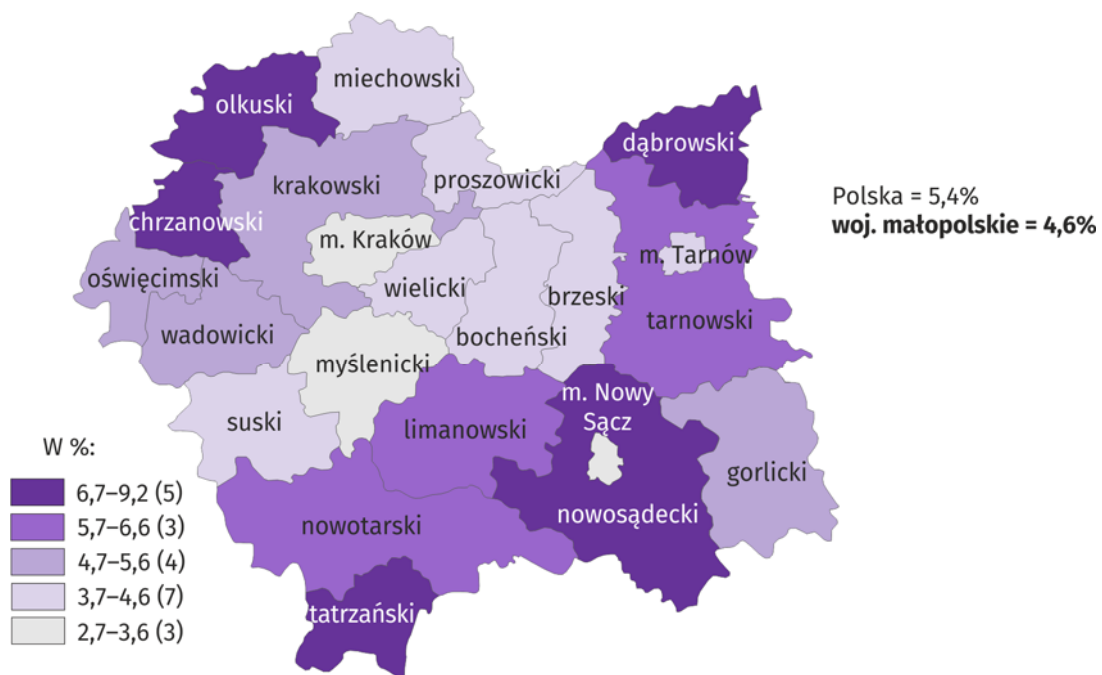 miechowski
olkuski
dąbrowski
krakowski
proszowicki
Polska = 5,4%
woj. małopolskie = 4,6%
chrzanowski
m. Kraków
m. Tarnów
oświęcimski
wielicki
brzeski
tarnowski
wadowicki
bocheński
myślenicki
m. Nowy
Sącz
suski
limanowski
gorlicki
nowotarski
nowosądecki
tatrzański
W %:
6,7–9,2 (5)
5,7–6,6 (3)
4,7–5,6 (4)
3,7–4,6 (7)
2,7–3,6 (3)